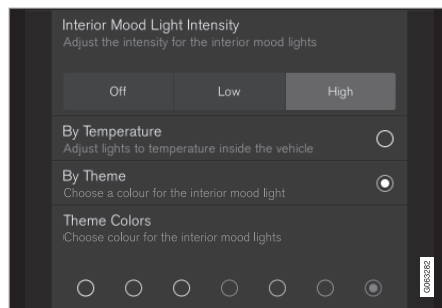 Interior Mood Light Intensity
Adjust the intensity for the interior mood lights
Off Low High
By Temperature
Adjust lights to temperature inside the vehicle
By Theme
Choose a colour for the interior mood light
Theme Colors
Choose colour for the interior mood lights
G063282